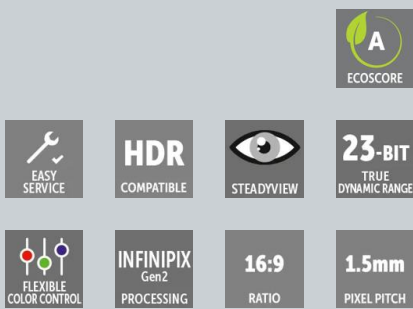 A
ECOSCORE
EASY
SERVICE
HDR
COMPATIBLE
STEADYVIEW
23-BIT
TRUE
DYNAMIC RANGE
FLEXIBLE
COLOR CONTROL
INFINIPIX
Gen2
PROCESSING
16:9
RATIO
1.5mm
PIXEL PITCH